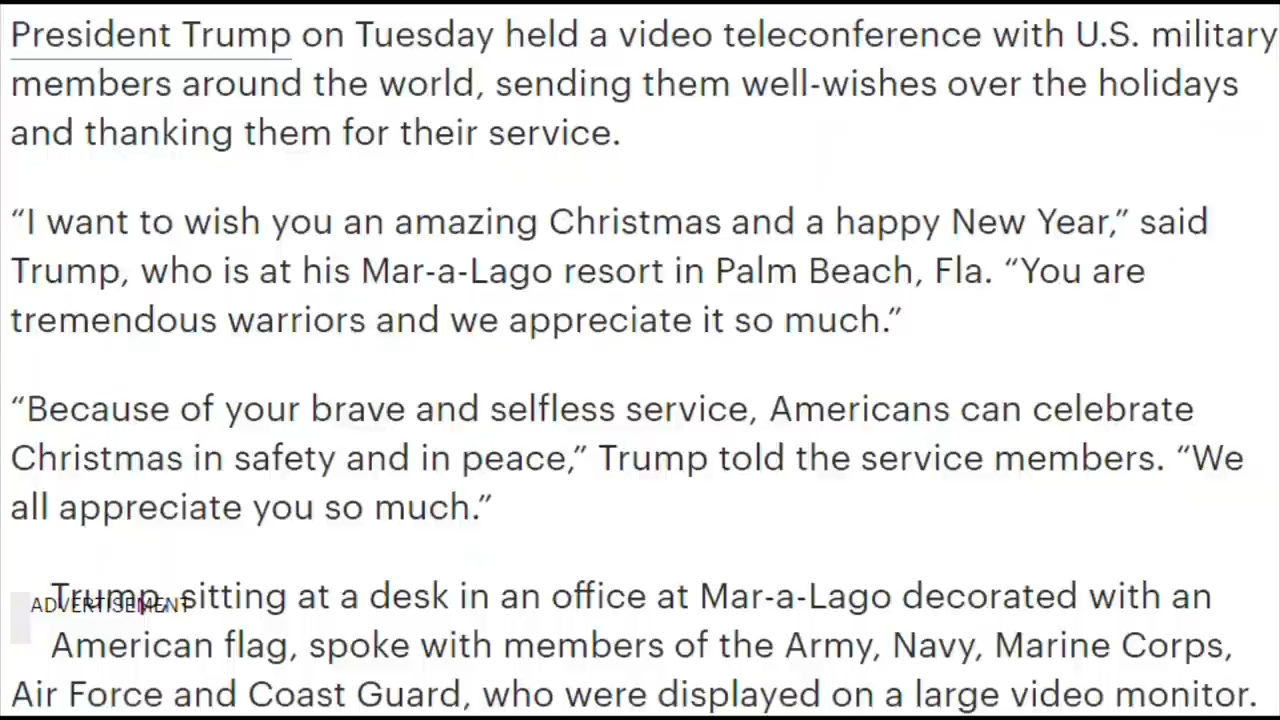 President Trump on Tuesday held a video teleconference with U.S. military
members around the world, sending them well-wishes over the holidays
and thanking them for their service.
“I want to wish you an amazing Christmas and a happy New Year,” said
Trump, who is at his Mar-a-Lago resort in Palm Beach, Fla. “You are
tremendous warriors and we appreciate it so much.”
“Because of your brave and selfless service, Americans can celebrate
Christmas in safety and in peace,” Trump told the service members. “We
all appreciate you so much.”
Trump, sitting at a desk in an office at Mar-a-Lago decorated with an
ADVERTISEMENT
American flag, spoke with members of the Army, Navy, Marine Corps,
Air Force and Coast Guard, who were displayed on a large video monitor.